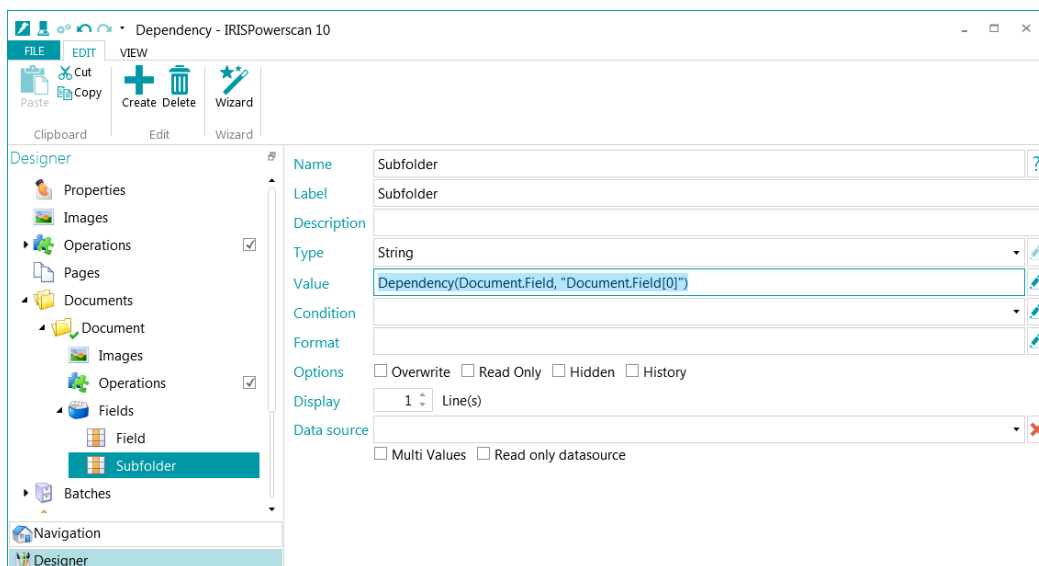 Dependency - IRISPowerscan 10
FILE EDIT VIEW
Paste
Cut
Copy
Create Delete
Wizard
Clipboard Edit Wizard
Designer
Properties
Images
Operations
Pages
Documents
Document
Images
Operations
Fields
Field
Subfolder
Batches
Navigation
Designer
Name Subfolder ?
Label Subfolder
Description
Type String
Value Dependency(Document.Field, "Document.Field[0]")
Condition
Format
Options Overwrite Read Only Hidden History
Display 1 Line(s)
Data source
Multi Values Read only datasource